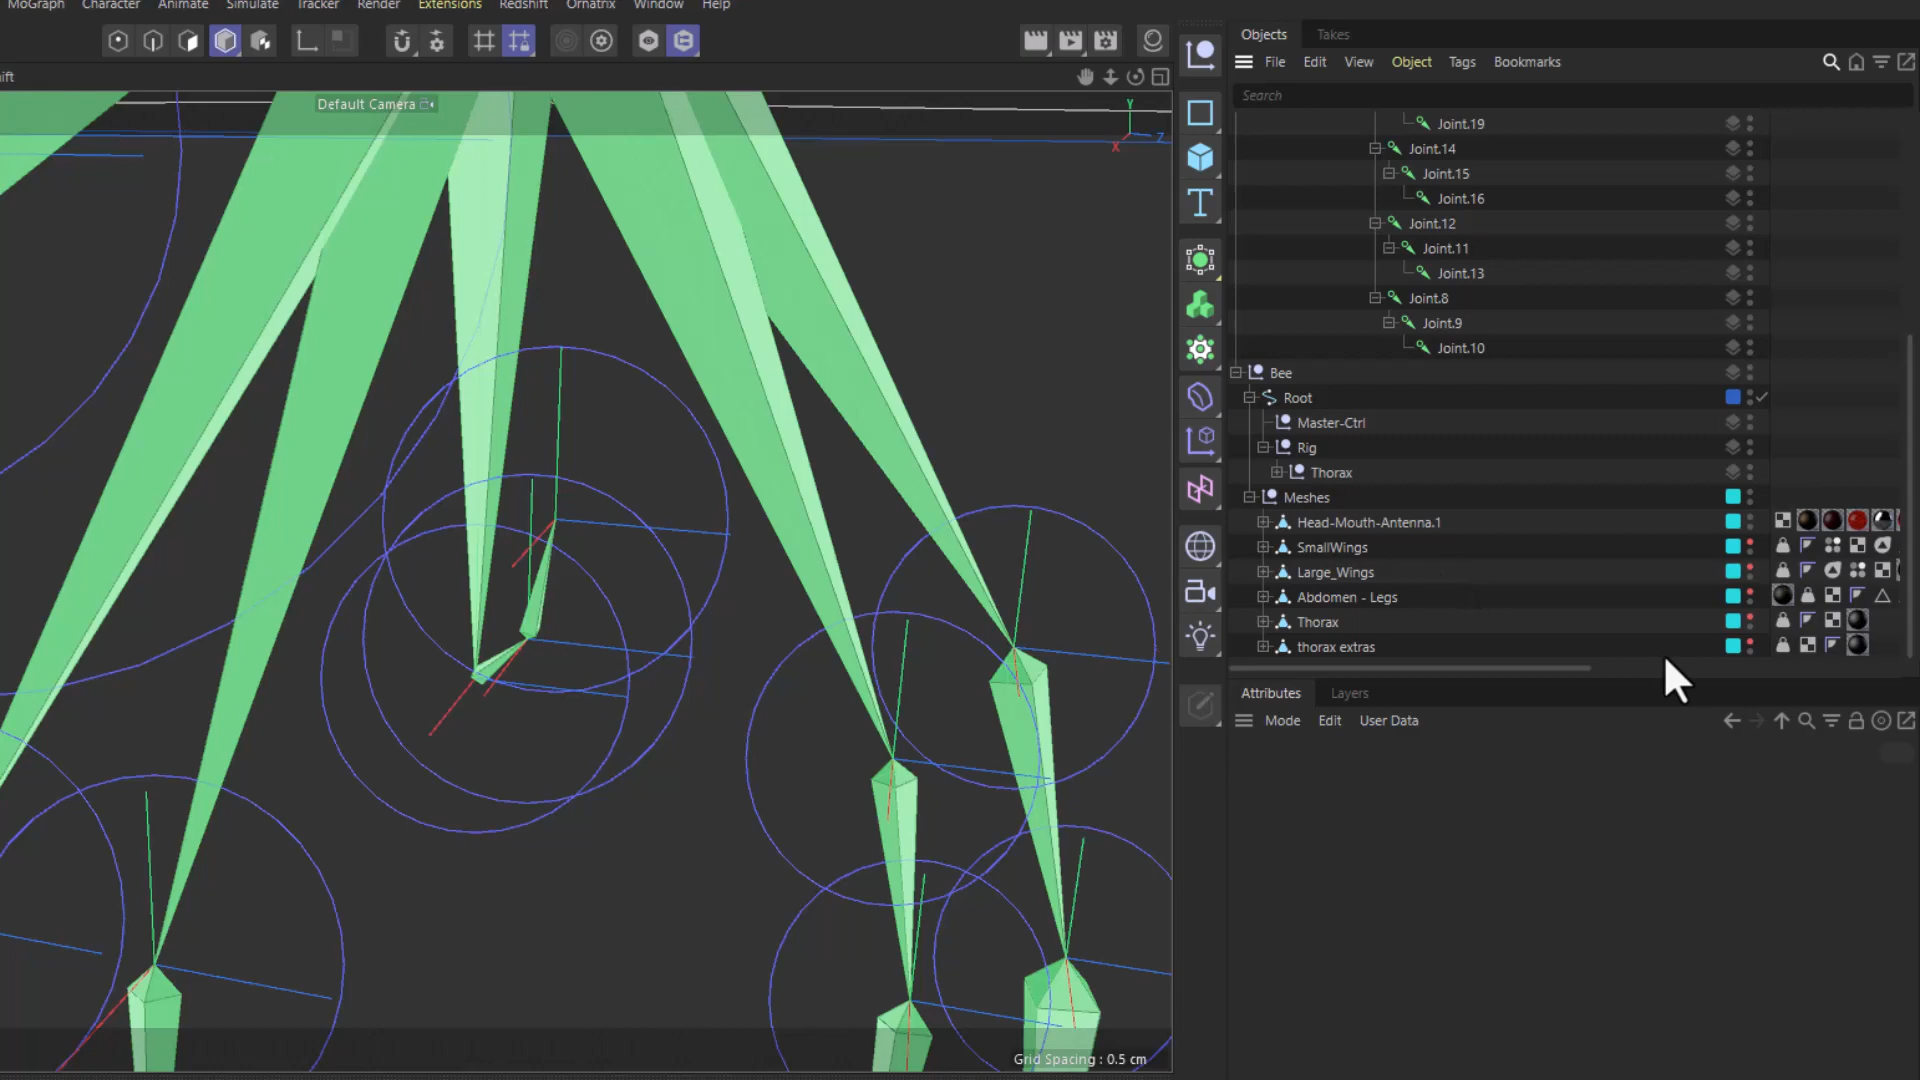 MoGraph Character Animate Simulate Tracker Render Extensions Redshift Ornatrix Window Help
ift
Default Camera
Y
Z
X
Grid Spacing : 0.5 cm
T
Objects Takes
File Edit View Object Tags Bookmarks
Search
Joint.19
Joint.14
Joint.15
Joint.16
Joint.12
Joint.11
Joint.13
Joint.8
Joint.9
Joint.10
Bee
Root
Master-Ctrl
Rig
Thorax
Meshes
Head-Mouth-Antenna.1
SmallWings
Large_Wings
Abdomen - Legs
Thorax
thorax extras
Attributes Layers
Mode Edit User Data